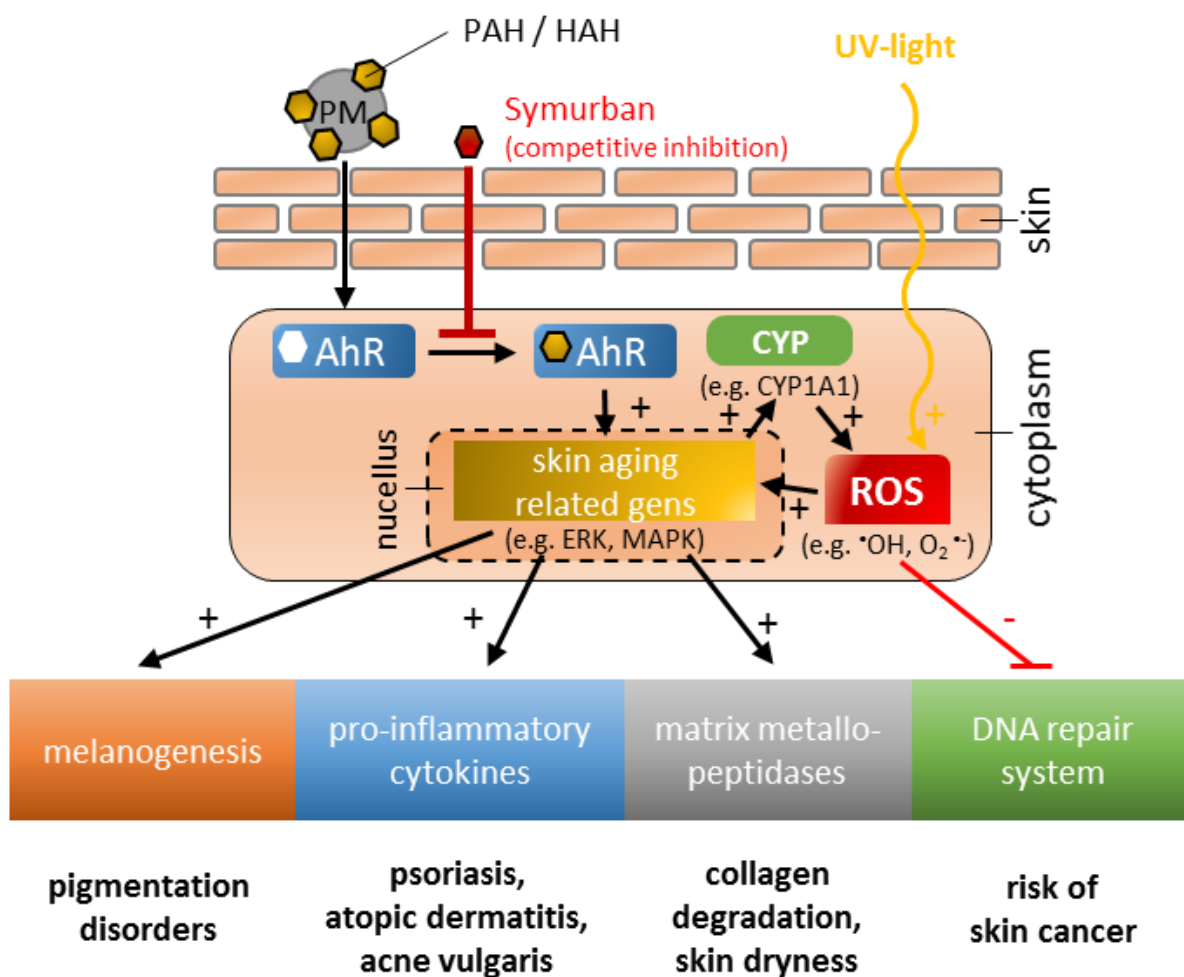 PAH / HAH
UV-light
PM
Symurban
(competitive inhibition)
skin
AhR
AhR
CYP
(e.g. CYP1A1)
+
+
+
+
cytoplasm
nucellus
skin aging
related gens
ROS
+
(e.g. ERK, MAPK)
(e.g. •OH, O₂ •-)
+
+
+
-
melanogenesis
pro-inflammatory
cytokines
matrix metallo-
peptidases
DNA repair
system
pigmentation
disorders
psoriasis,
atopic dermatitis,
acne vulgaris
collagen
degradation,
skin dryness
risk of
skin cancer